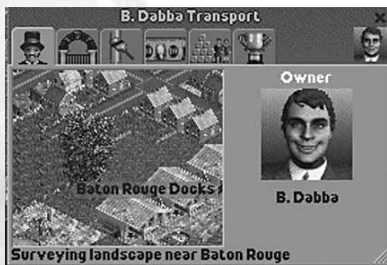 B. Dabba Transport
Owner
Baton Rouge Docks
B. Dabba
Surveying landscape near Baton Rouge